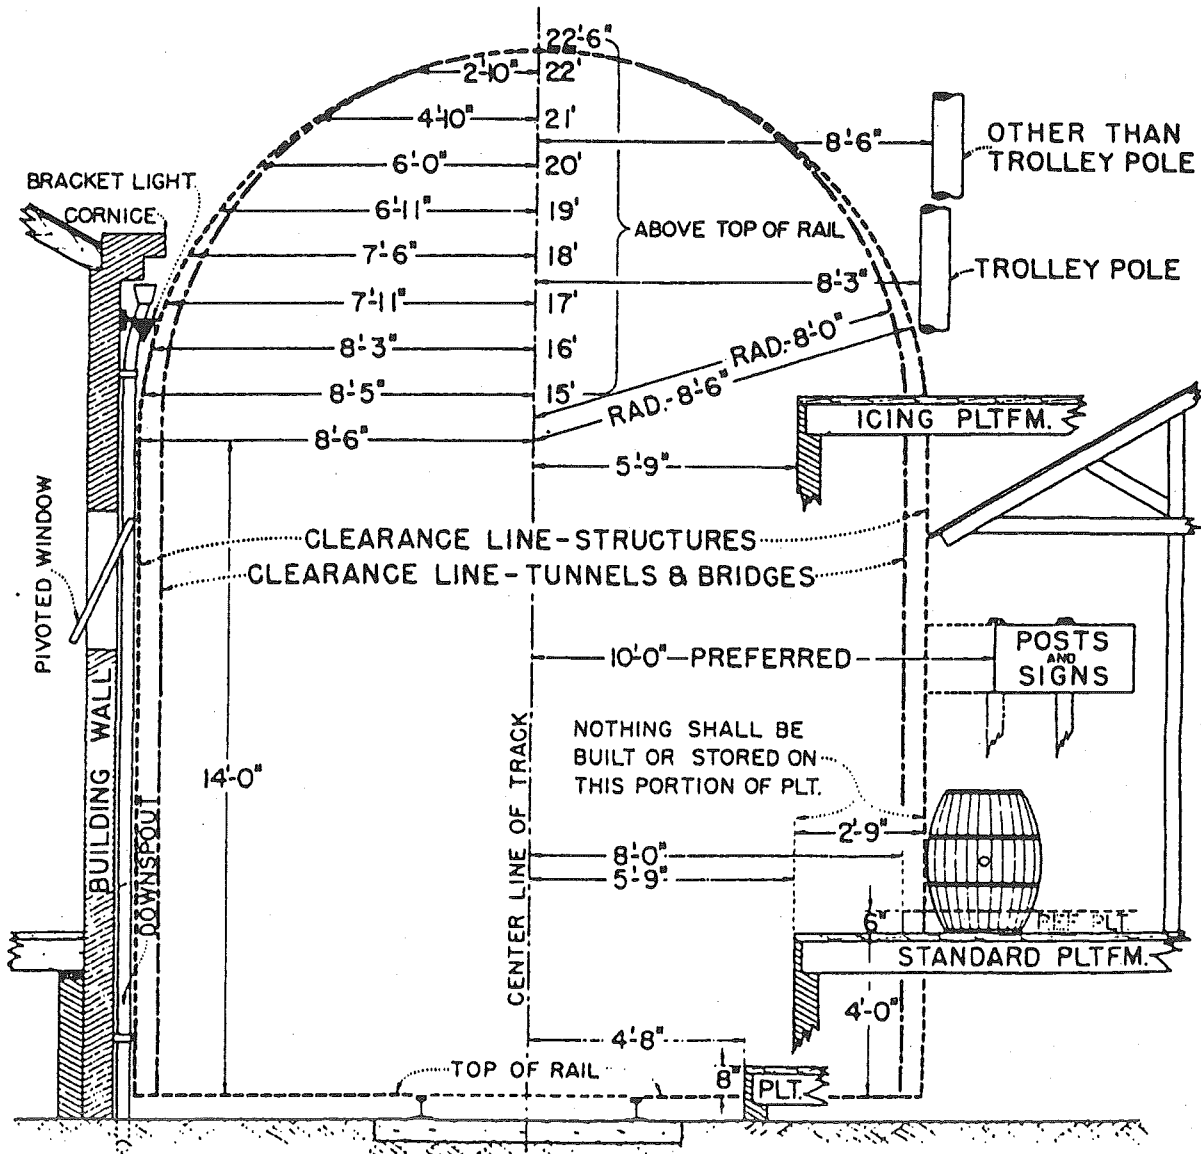 22'-6"
2'-10" 22'
4'-10" 21'
8'-6"
OTHER THAN
TROLLEY POLE
6'-0" 20'
BRACKET LIGHT
CORNICE
6'-11" 19'
ABOVE TOP OF RAIL
7'-6" 18'
TROLLEY POLE
8'-3"
7'-11" 17'
RAD.-8'-0"
8'-3" 16'
RAD.-8'-6"
8'-5" 15'
ICING PLTFM.
8'-6"
5'-9"
PIVOTED WINDOW
CLEARANCE LINE-STRUCTURES
CLEARANCE LINE-TUNNELS & BRIDGES
10'-0"-PREFERRED
POSTS
AND
SIGNS
BUILDING WALL
DOWNSPOUT
14'-0"
CENTER LINE OF TRACK
NOTHING SHALL BE
BUILT OR STORED ON
THIS PORTION OF PLT.
2'-9"
8'-0"
5'-9"
6"
REF. PLT.
STANDARD PLTFM.
4'-0"
4'-8"
TOP OF RAIL
8"
PLT.